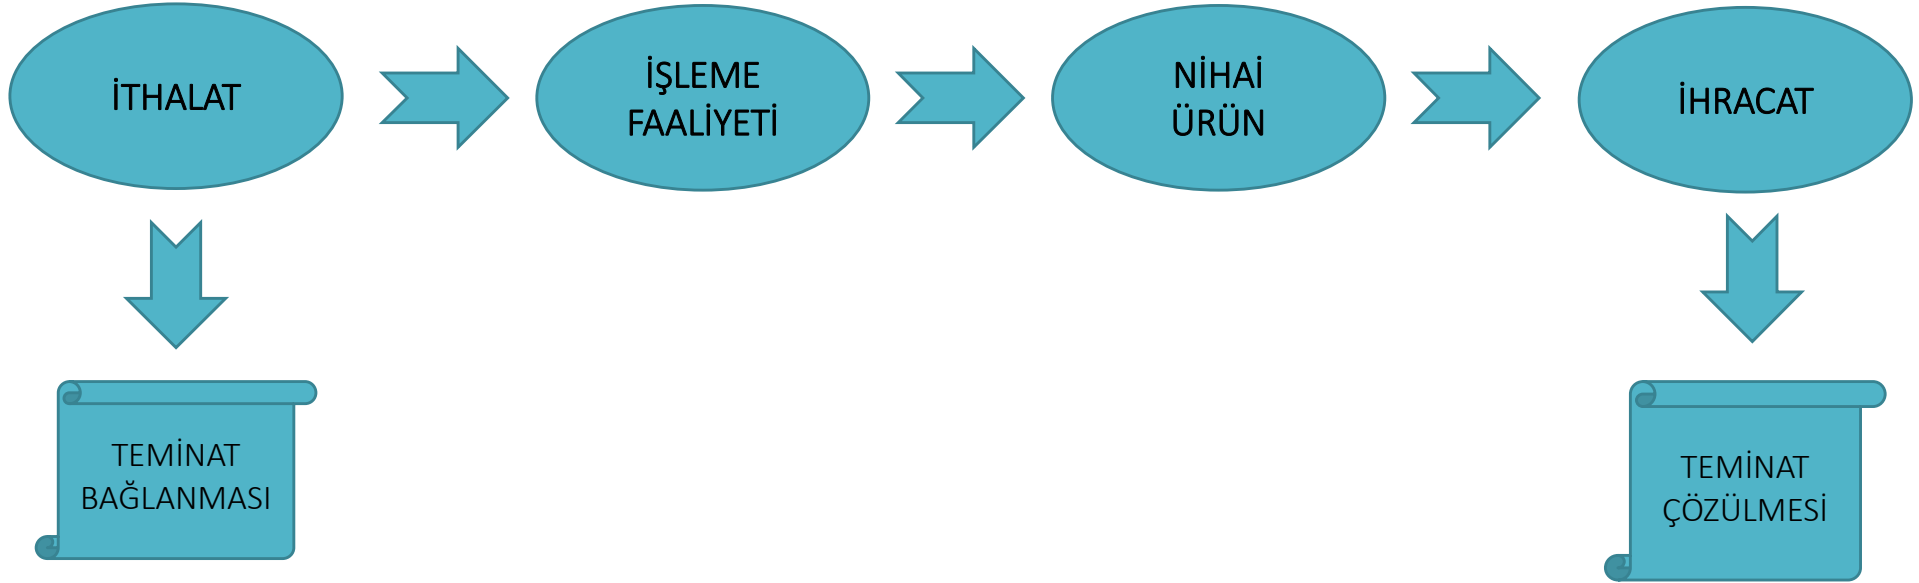 İTHALAT
İŞLEME
FAALİYETİ
NİHAİ
ÜRÜN
İHRACAT
TEMİNAT
BAĞLANMASI
TEMİNAT
ÇÖZÜLMESİ